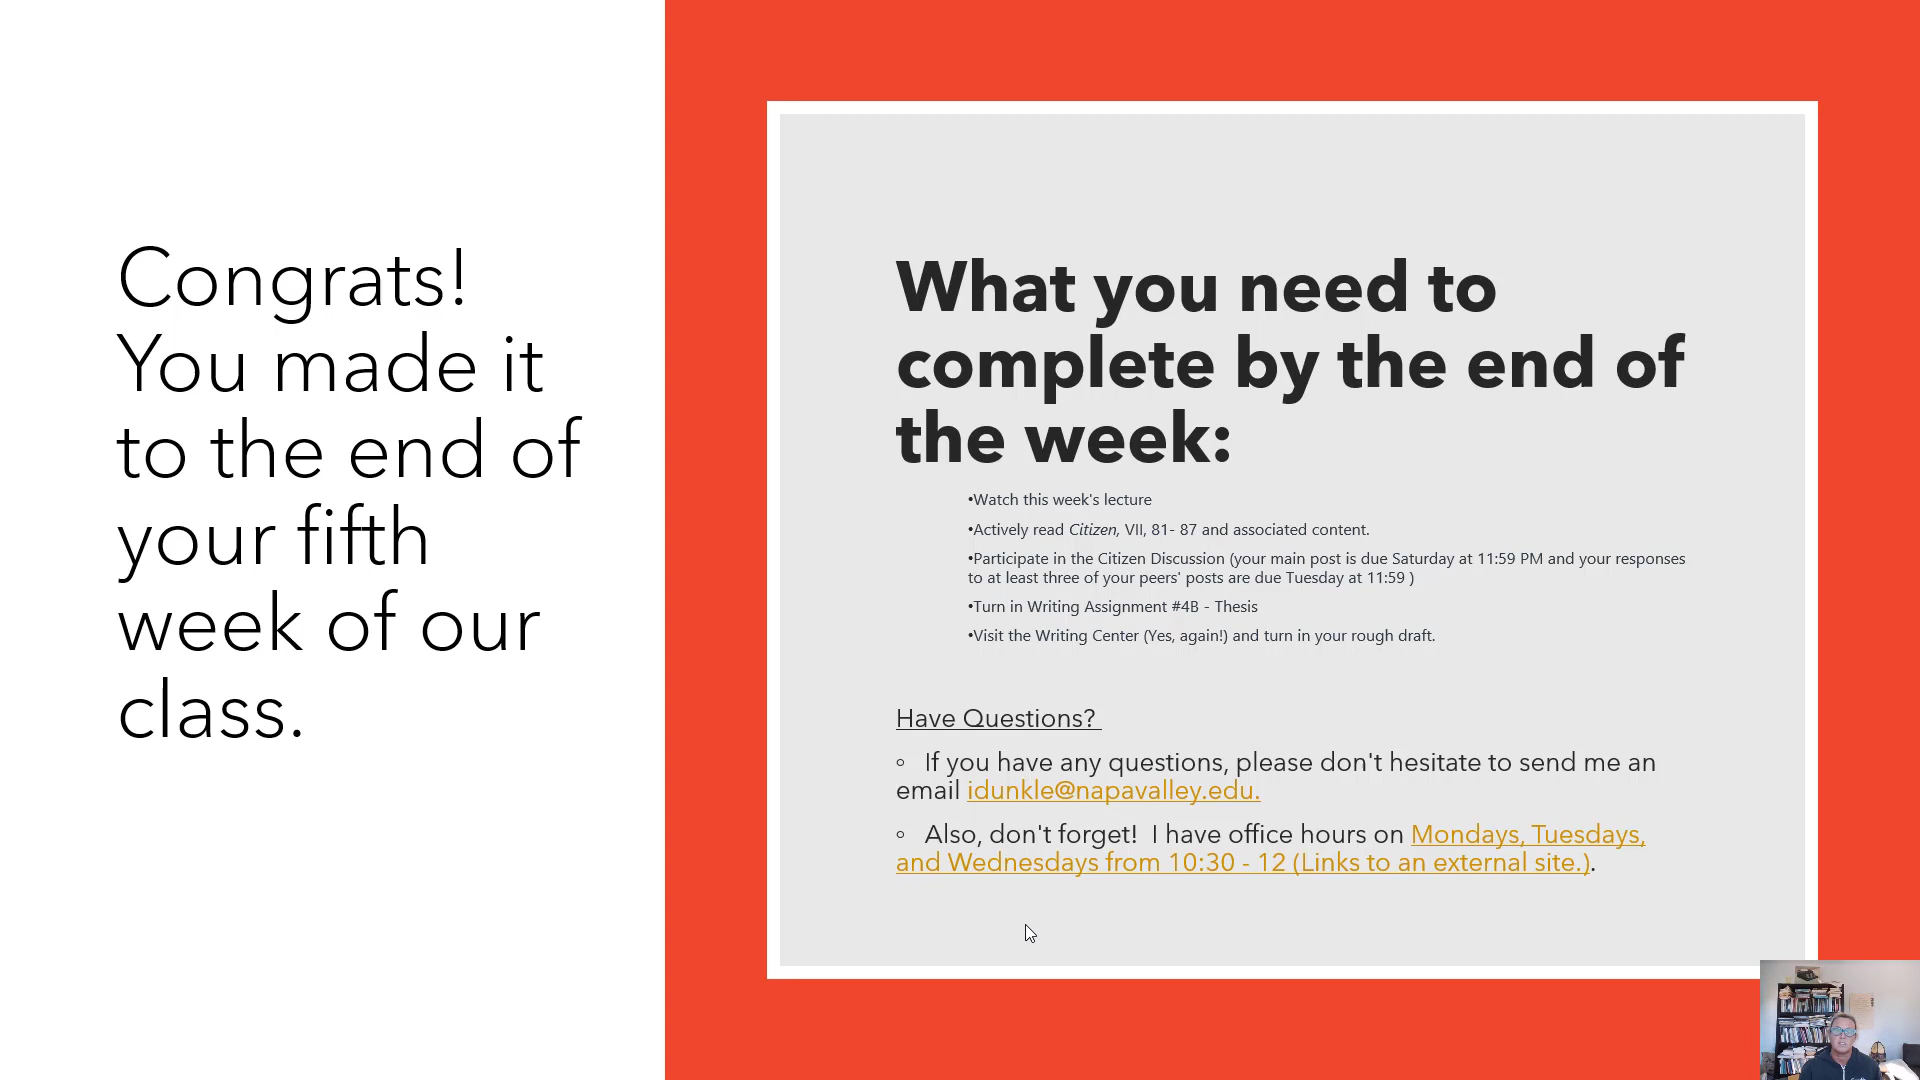 Congrats!
You made it
to the end of
your fifth
week of our
class.
What you need to
complete by the end of
the week:
•Watch this week's lecture
•Actively read Citizen, VII, 81- 87 and associated content.
•Participate in the Citizen Discussion (your main post is due Saturday at 11:59 PM and your responses
to at least three of your peers' posts are due Tuesday at 11:59 )
•Turn in Writing Assignment #4B - Thesis
•Visit the Writing Center (Yes, again!) and turn in your rough draft.
Have Questions?
◦ If you have any questions, please don't hesitate to send me an
email idunkle@napavalley.edu.
◦ Also, don't forget!  I have office hours on Mondays, Tuesdays,
and Wednesdays from 10:30 - 12 (Links to an external site.).